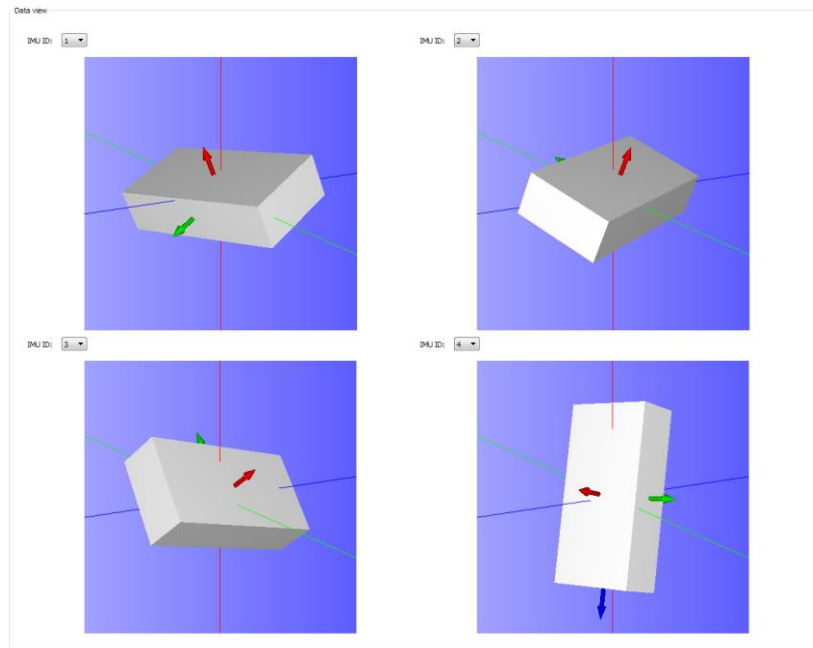 Data view
IMU ID: 1
IMU ID: 2
IMU ID: 3
IMU ID: 4